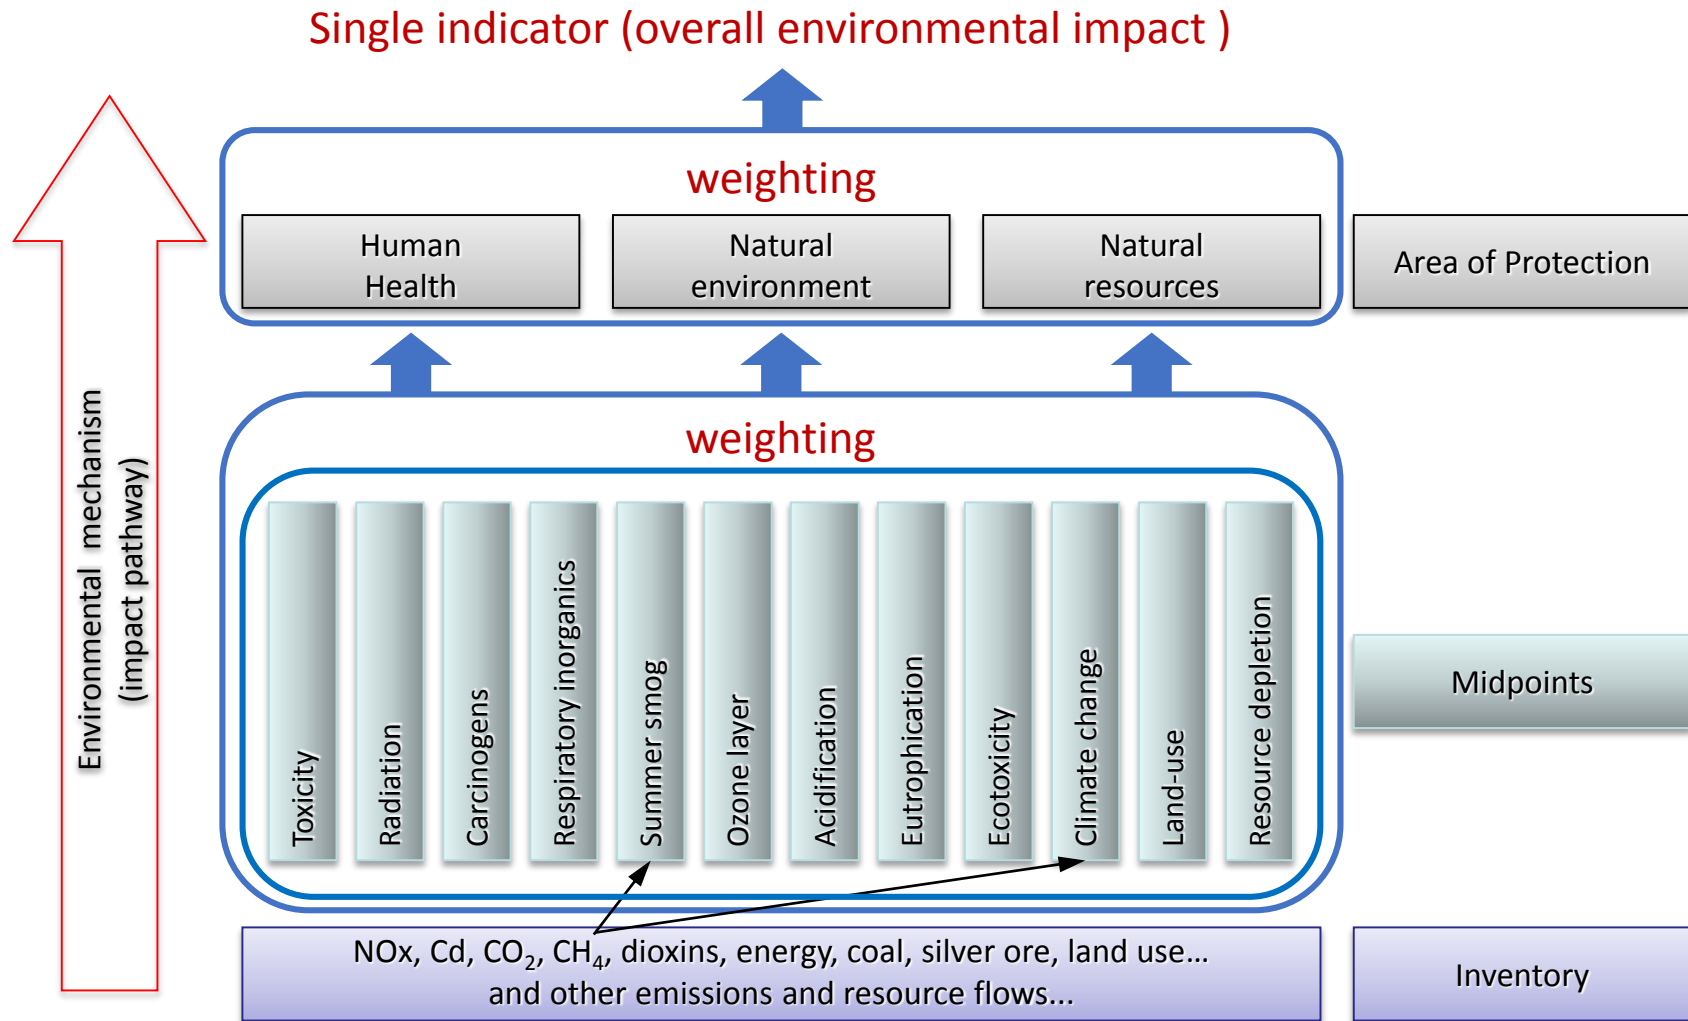 Single indicator (overall environmental impact )
weighting
Human
Health
Natural
environment
Natural
resources
Area of Protection
Environmental mechanism
(impact pathway)
weighting
Toxicity
Radiation
Carcinogens
Respiratory inorganics
Summer smog
Ozone layer
Acidification
Eutrophication
Ecotoxicity
Climate change
Land-use
Resource depletion
Midpoints
NOx, Cd, CO₂, CH₄, dioxins, energy, coal, silver ore, land use...
and other emissions and resource flows...
Inventory